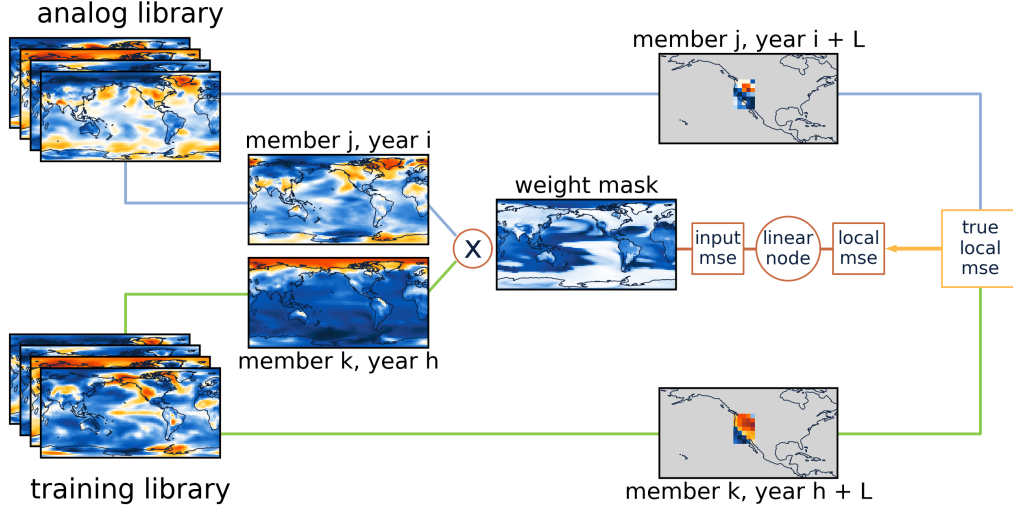 analog library
member j, year i + L
member j, year i
weight mask
X
input
mse
linear
node
local
mse
true
local
mse
member k, year h
training library
member k, year h + L